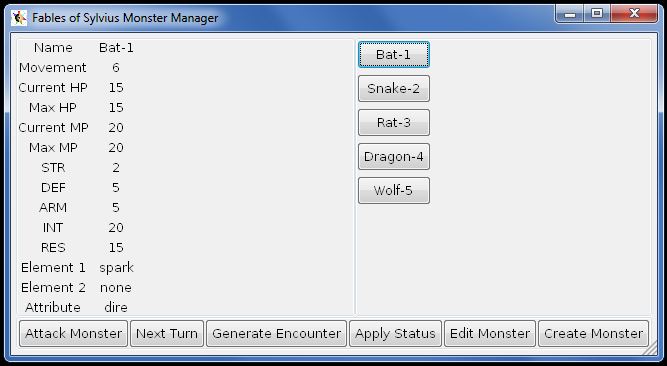 Fables of Sylvius Monster Manager
Name Bat-1
Movement 6
Current HP 15
Max HP 15
Current MP 20
Max MP 20
STR 2
DEF 5
ARM 5
INT 20
RES 15
Element 1 spark
Element 2 none
Attribute dire
Bat-1
Snake-2
Rat-3
Dragon-4
Wolf-5
Attack Monster Next Turn Generate Encounter Apply Status Edit Monster Create Monster